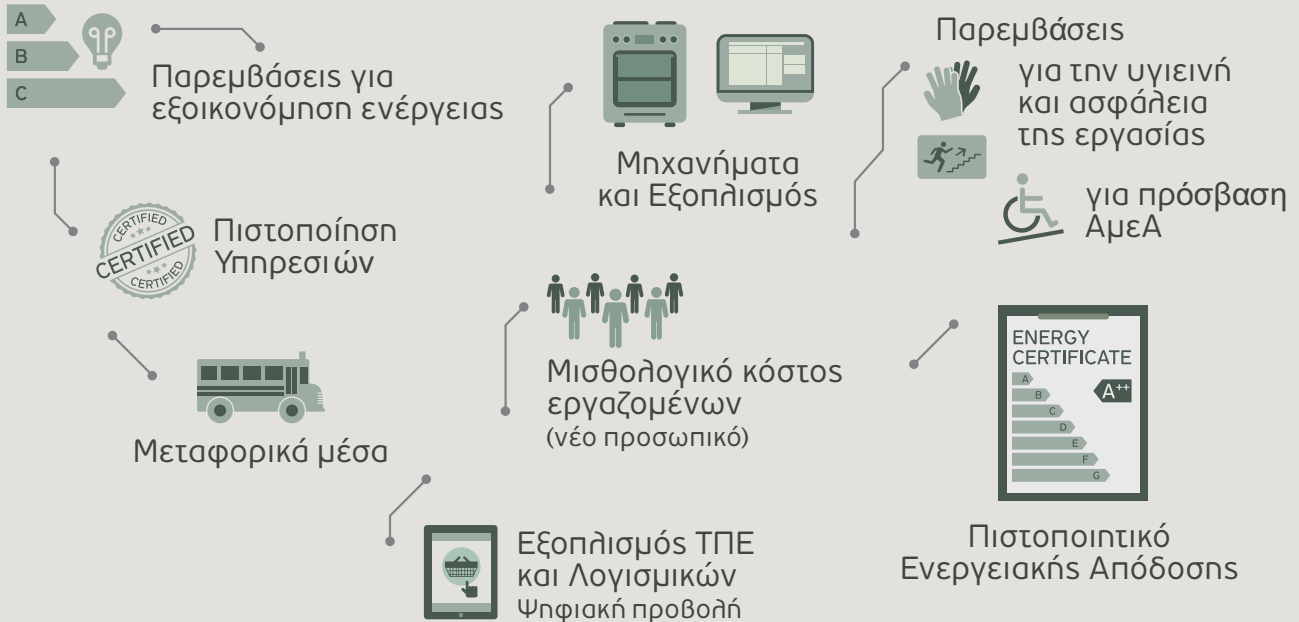 A
B
C
Παρεμβάσεις για
εξοικονόμηση ενέργειας
Μηχανήματα
και Εξοπλισμός
Παρεμβάσεις
για την υγιεινή
και ασφάλεια
της εργασίας
για πρόσβαση
ΑμεΑ
CERTIFIED
CERTIFIED
CERTIFIED
Πιστοποίηση
Υπηρεσιών
Μεταφορικά μέσα
Μισθολογικό κόστος
εργαζομένων
(νέο προσωπικό)
ENERGY
CERTIFICATE
A
A++
B
C
D
E
F
G
Πιστοποιητικό
Ενεργειακής Απόδοσης
Εξοπλισμός ΤΠΕ
και Λογισμικών
Ψηφιακή προβολή